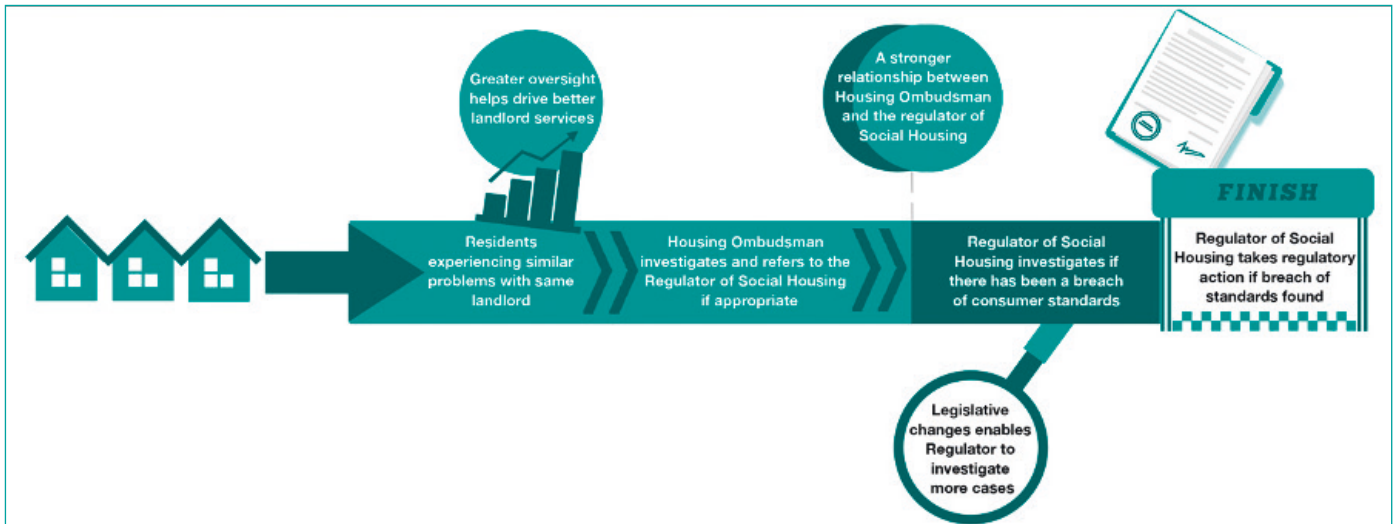 Greater oversight
helps drive better
landlord services
A stronger
relationship between
Housing Ombudsman
and the regulator of
Social Housing
FINISH
Residents
experiencing similar
problems with same
landlord
Housing Ombudsman
investigates and refers to the
Regulator of Social Housing
if appropriate
Regulator of Social
Housing investigates if
there has been a breach
of consumer standards
Regulator of Social
Housing takes regulatory
action if breach of
standards found
Legislative
changes enables
Regulator to
investigate
more cases